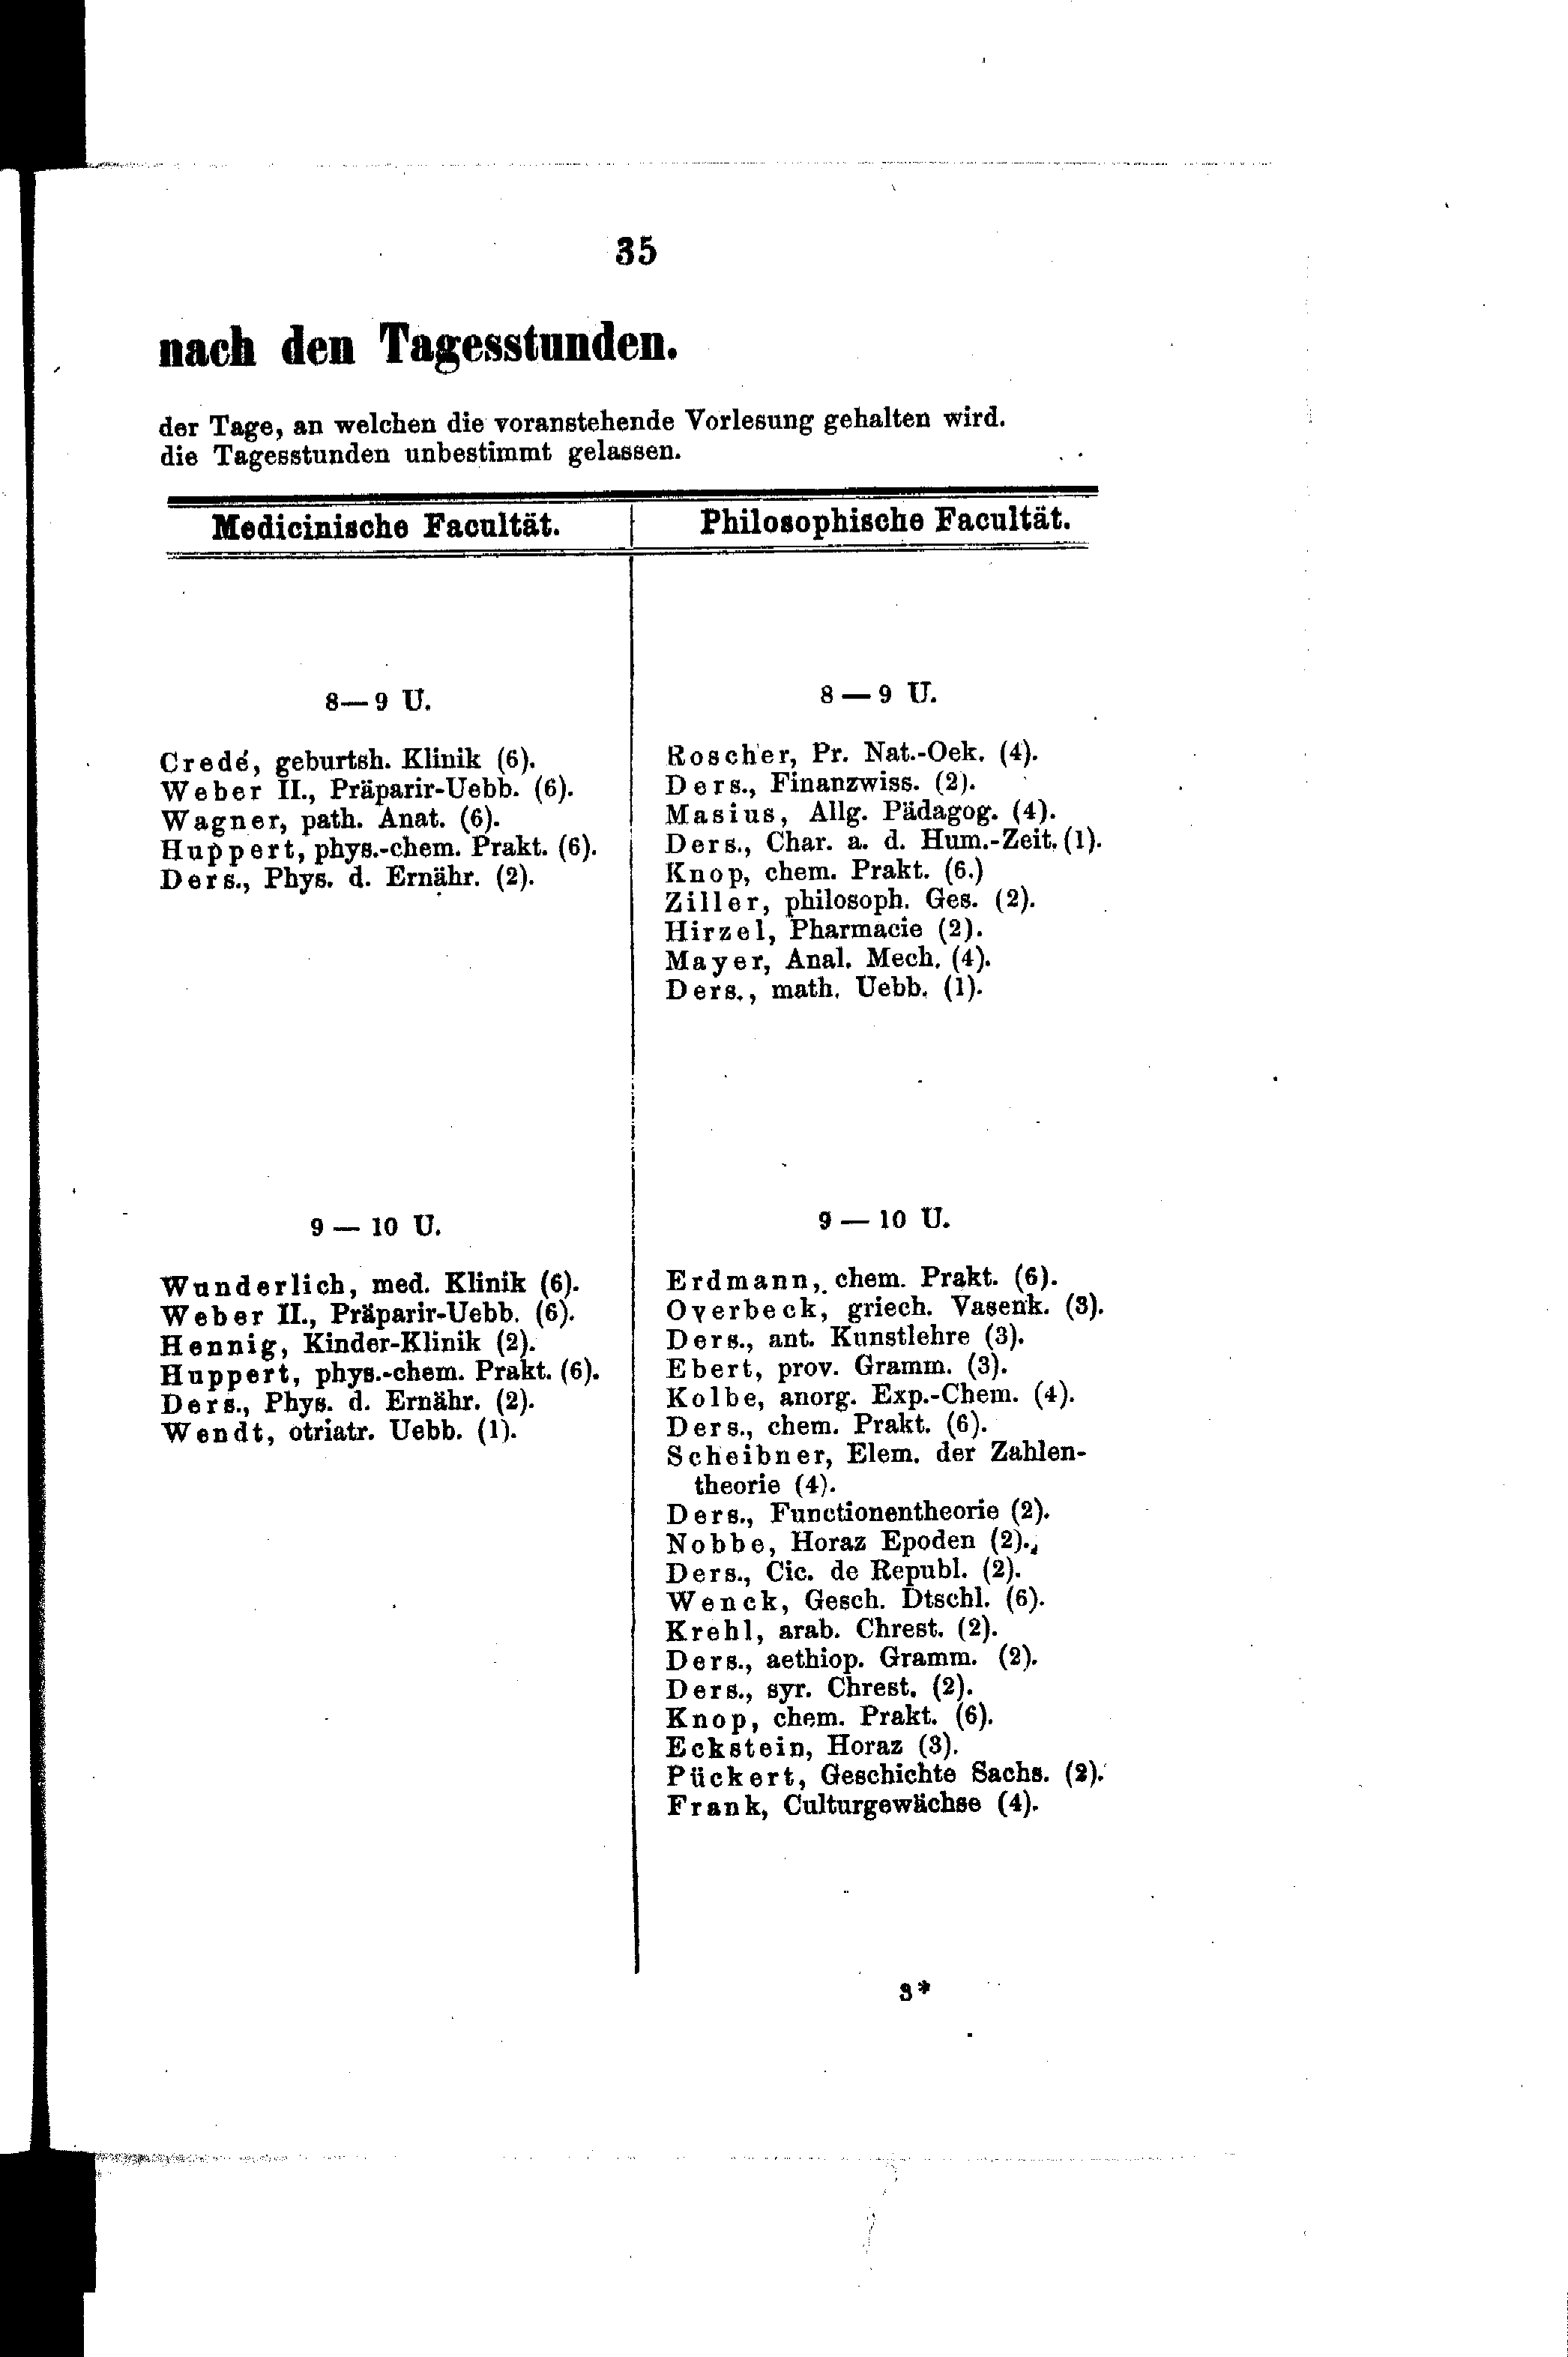 35
nach den Tagesstunden.
der Tage, an welchen die voranstehende Vorlesung gehalten wird.
die Tagesstunden unbestimmt gelassen.
Medicinische Facultät.
8—9 U.
Credé, geburtsh. Klinik (6).
Weber II., Präparir-Uebb. (6).
Wagner, path. Anat. (6).
Huppert, phys.-chem. Prakt. (6).
Ders., Phys. d. Ernähr. (2).
9 — 10 U.
Wunderlich, med. Klinik (6).
Weber II., Präparir-Uebb. (6).
Hennig, Kinder-Klinik (2).
Huppert, phys.-chem. Prakt. (6).
Ders., Phys. d. Ernähr. (2).
Wendt, otriatr. Uebb. (1).
Philosophische Facultät.
8 — 9 U.
Roscher, Pr. Nat.-Oek. (4).
Ders., Finanzwiss. (2).
Masius, Allg. Pädagog. (4).
Ders., Char. a. d. Hum.-Zeit. (1).
Knop, chem. Prakt. (6.)
Ziller, philosoph. Ges. (2).
Hirzel, Pharmacie (2).
Mayer, Anal. Mech. (4).
Ders., math. Uebb. (1).
9 — 10 U.
Erdmann, chem. Prakt. (6).
Overbeck, griech. Vasenk. (3).
Ders., ant. Kunstlehre (3).
Ebert, prov. Gramm. (3).
Kolbe, anorg. Exp.-Chem. (4).
Ders., chem. Prakt. (6).
Scheibner, Elem. der Zahlen-
theorie (4).
Ders., Functionentheorie (2).
Nobbe, Horaz Epoden (2).
Ders., Cic. de Republ. (2).
Wenck, Gesch. Dtschl. (6).
Krehl, arab. Chrest. (2).
Ders., aethiop. Gramm. (2).
Ders., syr. Chrest. (2).
Knop, chem. Prakt. (6).
Eckstein, Horaz (3).
Pückert, Geschichte Sachs. (2).
Frank, Culturgewächse (4).
3*